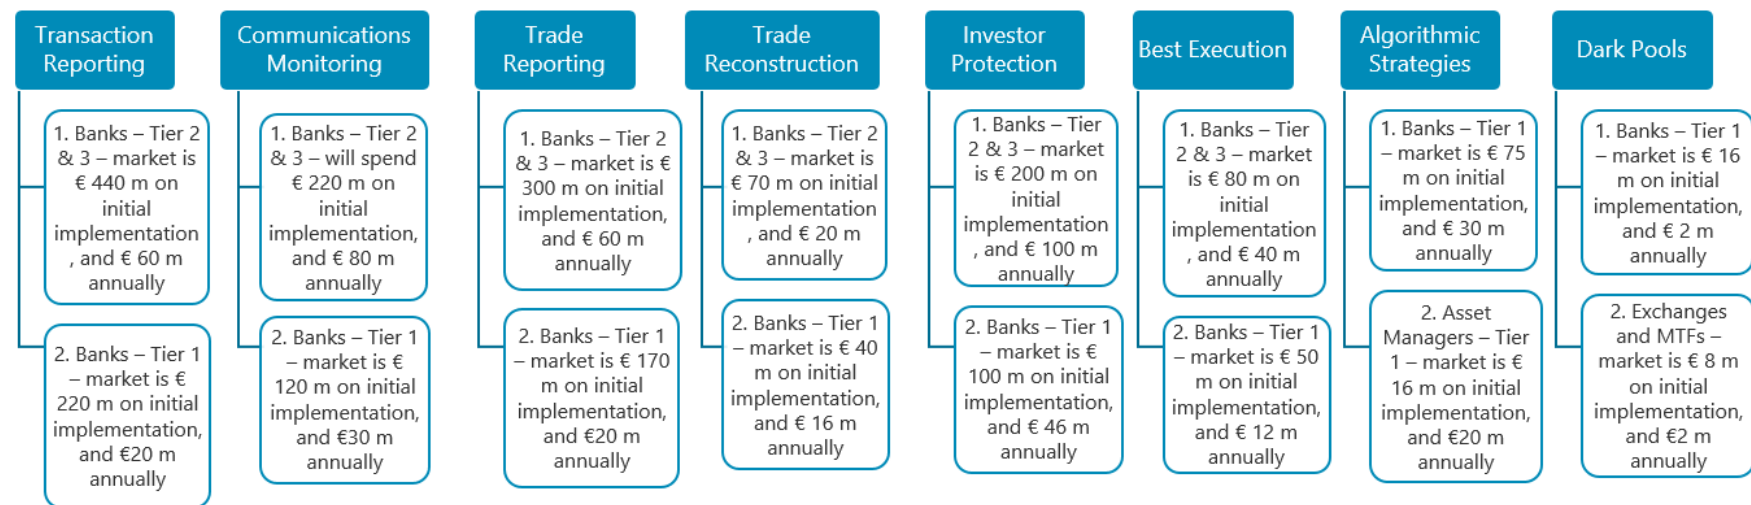 Transaction
Reporting
1. Banks – Tier 2
& 3 – market is
€ 440 m on
initial
implementation
, and € 60 m
annually
2. Banks – Tier 1
– market is €
220 m on initial
implementation,
and €20 m
annually
Communications
Monitoring
1. Banks – Tier 2
& 3 – will spend
€ 220 m on
initial
implementation,
and € 80 m
annually
2. Banks – Tier 1
– market is €
120 m on initial
implementation,
and €30 m
annually
Trade
Reporting
1. Banks – Tier 2
& 3 – market is €
300 m on initial
implementation,
and € 60 m
annually
2. Banks – Tier 1
– market is € 170
m on initial
implementation,
and €20 m
annually
Trade
Reconstruction
1. Banks – Tier 2
& 3 – market is
€ 70 m on initial
implementation
, and € 20 m
annually
2. Banks – Tier 1
– market is € 40
m on initial
implementation,
and € 16 m
annually
Investor
Protection
1. Banks – Tier
2 & 3 – market
is € 200 m on
initial
implementation
, and € 100 m
annually
2. Banks – Tier 1
– market is €
100 m on initial
implementation,
and € 46 m
annually
Best Execution
1. Banks – Tier
2 & 3 – market
is € 80 m on
initial
implementation
, and € 40 m
annually
2. Banks – Tier 1
– market is € 50
m on initial
implementation,
and € 12 m
annually
Algorithmic
Strategies
1. Banks – Tier 1
– market is € 75
m on initial
implementation,
and € 30 m
annually
2. Asset
Managers – Tier
1 – market is €
16 m on initial
implementation,
and €20 m
annually
Dark Pools
1. Banks – Tier 1
– market is € 16
m on initial
implementation,
and € 2 m
annually
2. Exchanges
and MTFs –
market is € 8 m
on initial
implementation,
and €2 m
annually